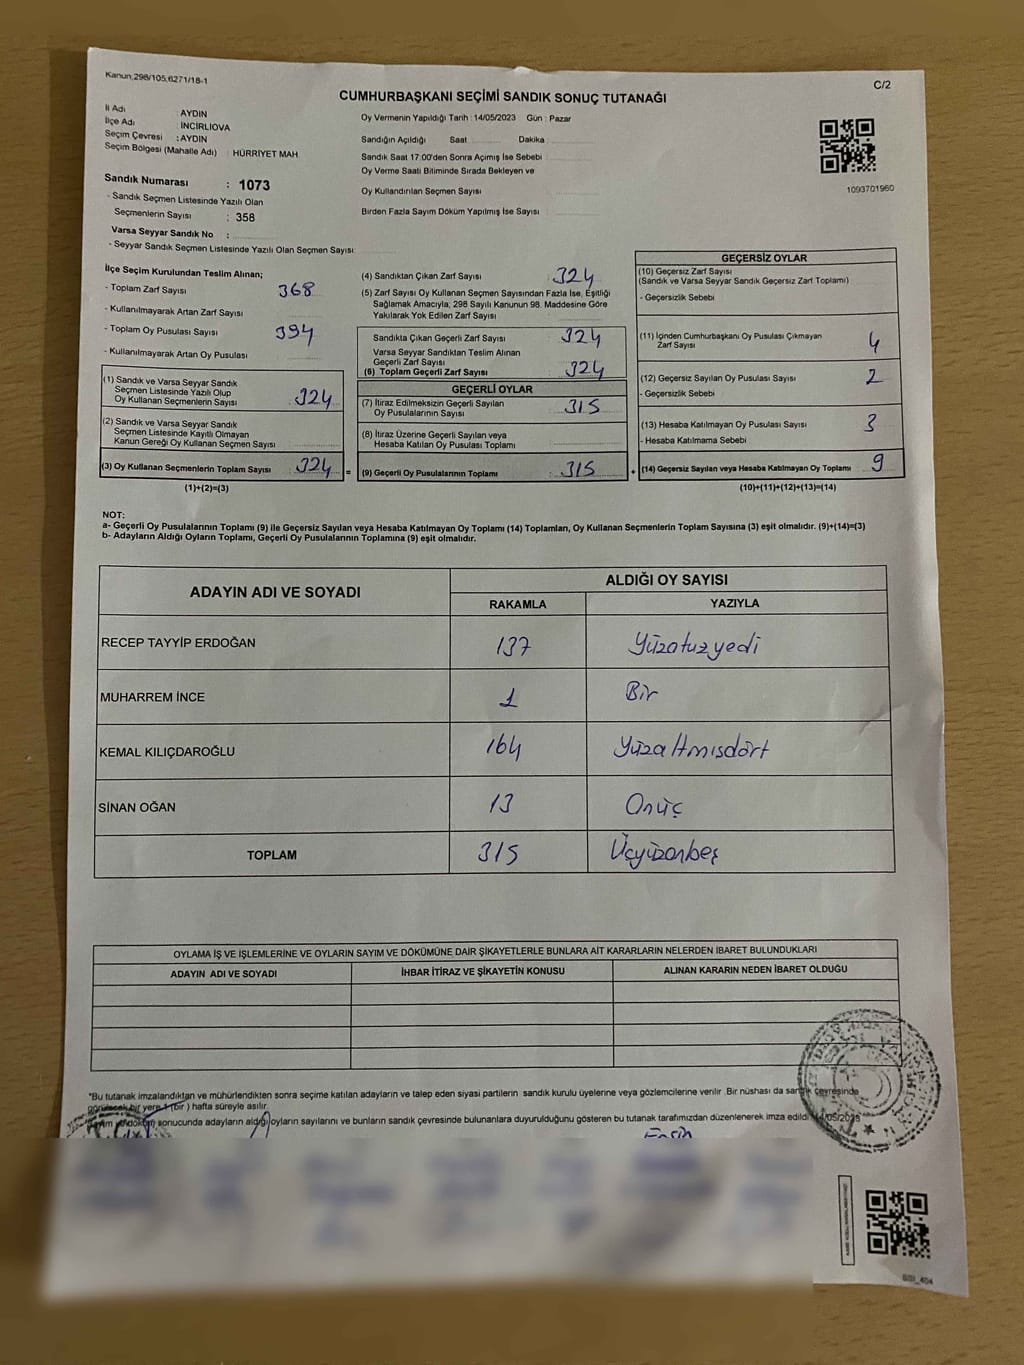 Kanun:298/105,6271/18-1
C/2
CUMHURBAŞKANI SEÇİMİ SANDIK SONUÇ TUTANAĞI
İl Adı : AYDIN
İlçe Adı : İNCİRLİOVA
Seçim Çevresi : AYDIN
Seçim Bölgesi (Mahalle Adı) : HÜRRİYET MAH
Sandık Numarası : 1073
- Sandık Seçmen Listesinde Yazılı Olan
Seçmenlerin Sayısı : 358
Varsa Seyyar Sandık No :
- Seyyar Sandık Seçmen Listesinde Yazılı Olan Seçmen Sayısı:
Oy Vermenin Yapıldığı Tarih : 14/05/2023 Gün : Pazar
Sandığın Açıldığı Saat Dakika
Sandık Saat 17:00'den Sonra Açımış İse Sebebi
Oy Verme Saati Bitiminde Sırada Bekleyen ve
Oy Kullandırılan Seçmen Sayısı
Birden Fazla Sayım Döküm Yapılmış İse Sayısı
1093701960
İlçe Seçim Kurulundan Teslim Alınan;
- Toplam Zarf Sayısı 368
- Kullanılmayarak Artan Zarf Sayısı
- Toplam Oy Pusulası Sayısı 394
- Kullanılmayarak Artan Oy Pusulası
(1) Sandık ve Varsa Seyyar Sandık
Seçmen Listesinde Yazılı Olup
Oy Kullanan Seçmenlerin Sayısı 324
(2) Sandık ve Varsa Seyyar Sandık
Seçmen Listesinde Kayıtlı Olmayan
Kanun Gereği Oy Kullanan Seçmen Sayısı
(3) Oy Kullanan Seçmenlerin Toplam Sayısı 324 =
(1)+(2)=(3)
(4) Sandıktan Çıkan Zarf Sayısı 324
(5) Zarf Sayısı Oy Kullanan Seçmen Sayısından Fazla İse, Eşitliği
Sağlamak Amacıyla, 298 Sayılı Kanunun 98. Maddesine Göre
Yakılarak Yok Edilen Zarf Sayısı
Sandıkta Çıkan Geçerli Zarf Sayısı 324
Varsa Seyyar Sandıktan Teslim Alınan
Geçerli Zarf Sayısı
(6) Toplam Geçerli Zarf Sayısı 324
GEÇERLİ OYLAR
(7) İtiraz Edilmeksizin Geçerli Sayılan
Oy Pusulalarının Sayısı 315
(8) İtiraz Üzerine Geçerli Sayılan veya
Hesaba Katılan Oy Pusulası Toplamı
(9) Geçerli Oy Pusulalarının Toplamı 315 +
GEÇERSİZ OYLAR
(10) Geçersiz Zarf Sayısı
(Sandık ve Varsa Seyyar Sandık Geçersiz Zarf Toplamı)
- Geçersizlik Sebebi
(11) İçinden Cumhurbaşkanı Oy Pusulası Çıkmayan
Zarf Sayısı 4
(12) Geçersiz Sayılan Oy Pusulası Sayısı 2
- Geçersizlik Sebebi
(13) Hesaba Katılmayan Oy Pusulası Sayısı 3
- Hesaba Katılmama Sebebi
(14) Geçersiz Sayılan veya Hesaba Katılmayan Oy Toplamı 9
(10)+(11)+(12)+(13)=(14)
NOT:
a- Geçerli Oy Pusulalarının Toplamı (9) ile Geçersiz Sayılan veya Hesaba Katılmayan Oy Toplamı (14) Toplamları, Oy Kullanan Seçmenlerin Toplam Sayısına (3) eşit olmalıdır. (9)+(14)=(3)
b- Adayların Aldığı Oyların Toplamı, Geçerli Oy Pusulalarının Toplamına (9) eşit olmalıdır.
ADAYIN ADI VE SOYADI
ALDIĞI OY SAYISI
RAKAMLA YAZIYLA
RECEP TAYYİP ERDOĞAN 137 Yüzotuzyedi
MUHARREM İNCE 1 Bir
KEMAL KILIÇDAROĞLU 164 Yüzaltmışdört
SİNAN OĞAN 13 Onüç
TOPLAM 315 Üçyüzonbeş
OYLAMA İŞ VE İŞLEMLERİNE VE OYLARIN SAYIM VE DÖKÜMÜNE DAİR ŞİKAYETLERLE BUNLARA AİT KARARLARIN NELERDEN İBARET BULUNDUKLARI
ADAYIN ADI VE SOYADI İHBAR İTİRAZ VE ŞİKAYETİN KONUSU ALINAN KARARIN NEDEN İBARET OLDUĞU
*Bu tutanak imzalandıktan ve mühürlendikten sonra seçime katılan adayların ve talep eden siyasi partilerin sandık kurulu üyelerine veya gözlemcilerine verilir. Bir nüshası da sandık çevresinde
görülecek bir yere 1 (bir) hafta süreyle asılır.
sonucunda adayların aldığı oyların sayılarını ve bunların sandık çevresinde bulunanlara duyurulduğunu gösteren bu tutanak tarafımızdan düzenlenerek imza edildi. 14/05/2023